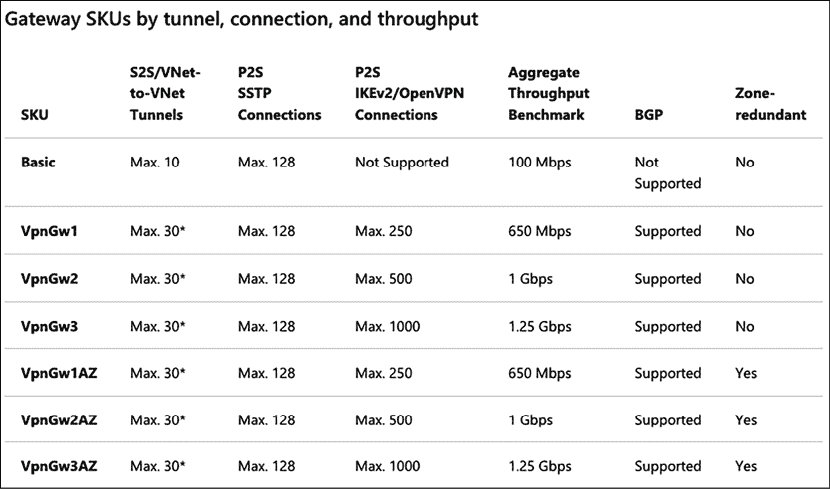 Gateway SKUs by tunnel, connection, and throughput
SKU S2S/VNet-to-VNet Tunnels P2S SSTP Connections P2S IKEv2/OpenVPN Connections Aggregate Throughput Benchmark BGP Zone-redundant
Basic Max. 10 Max. 128 Not Supported 100 Mbps Not Supported No
VpnGw1 Max. 30* Max. 128 Max. 250 650 Mbps Supported No
VpnGw2 Max. 30* Max. 128 Max. 500 1 Gbps Supported No
VpnGw3 Max. 30* Max. 128 Max. 1000 1.25 Gbps Supported No
VpnGw1AZ Max. 30* Max. 128 Max. 250 650 Mbps Supported Yes
VpnGw2AZ Max. 30* Max. 128 Max. 500 1 Gbps Supported Yes
VpnGw3AZ Max. 30* Max. 128 Max. 1000 1.25 Gbps Supported Yes